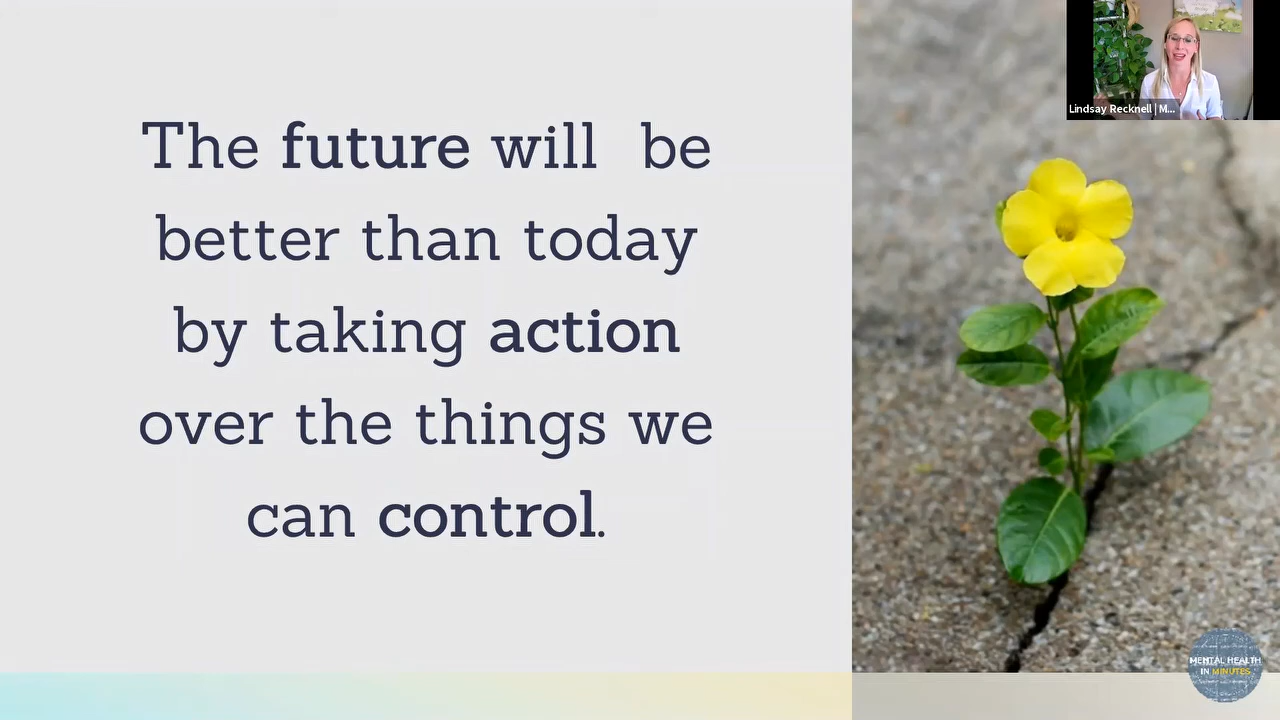 The future will be
better than today
by taking action
over the things we
can control.
Lindsay Recknell | M...
MENTAL HEALTH
IN MINUTES